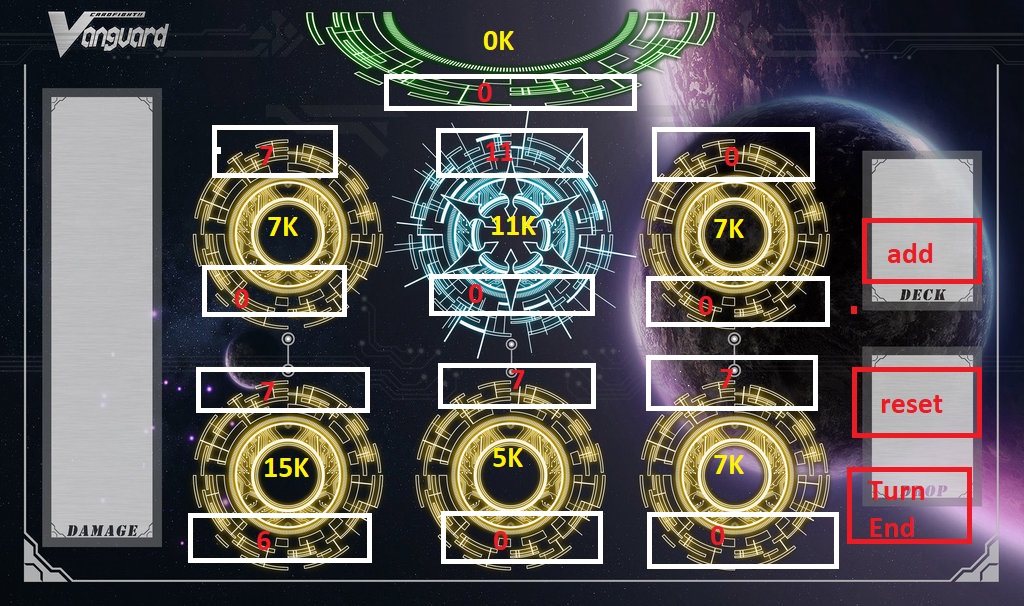 CARDFIGHT!!
Vanguard
0K
0
7
11
0
7K
11K
7K
add
0
0
0
DECK
7
7
7
reset
15K
5K
7K
Turn
DROP
End
DAMAGE
6
0
0